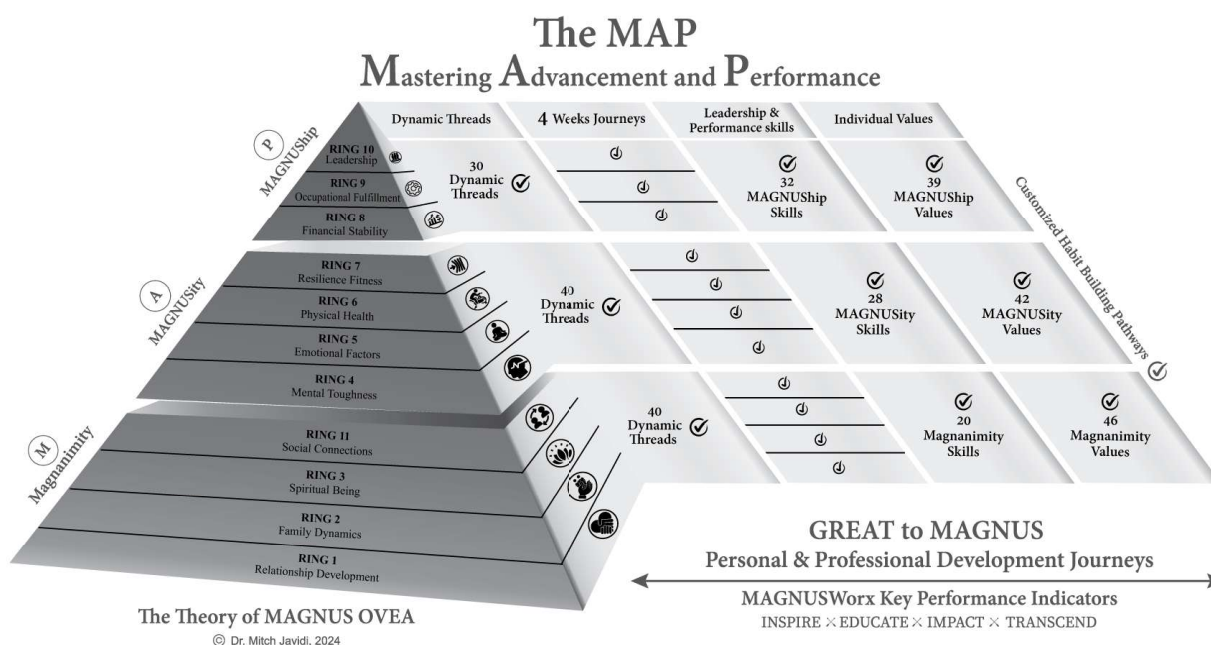 The MAP
Mastering Advancement and Performance
Dynamic Threads
4 Weeks Journeys
Leadership &
Performance skills
Individual Values
P
MAGNUShip
RING 10
Leadership
RING 9
Occupational Fulfillment
RING 8
Financial Stability
30
Dynamic
Threads
32
MAGNUShip
Skills
39
MAGNUShip
Values
A
MAGNUSity
RING 7
Resilience Fitness
RING 6
Physical Health
RING 5
Emotional Factors
RING 4
Mental Toughness
40
Dynamic
Threads
28
MAGNUSity
Skills
42
MAGNUSity
Values
Customized Habit Building Pathways
M
Magnanimity
RING 11
Social Connections
RING 3
Spiritual Being
RING 2
Family Dynamics
RING 1
Relationship Development
40
Dynamic
Threads
20
Magnanimity
Skills
46
Magnanimity
Values
The Theory of MAGNUS OVEA
© Dr. Mitch Javidi, 2024
GREAT to MAGNUS
Personal & Professional Development Journeys
MAGNUSWorx Key Performance Indicators
INSPIRE × EDUCATE × IMPACT × TRANSCEND